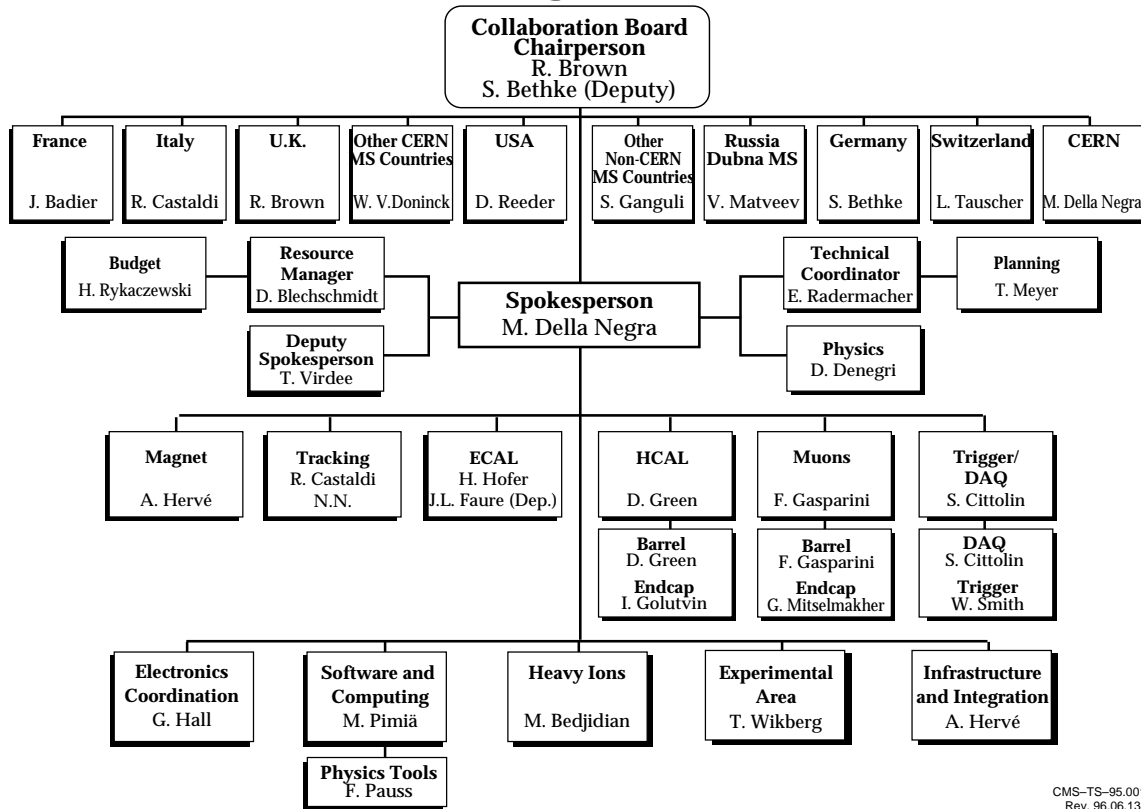 Collaboration Board
Chairperson
R. Brown
S. Bethke (Deputy)
France
J. Badier
Italy
R. Castaldi
U.K.
R. Brown
Other CERN
MS Countries
W. V.Doninck
USA
D. Reeder
Other
Non-CERN
MS Countries
S. Ganguli
Russia
Dubna MS
V. Matveev
Germany
S. Bethke
Switzerland
L. Tauscher
CERN
M. Della Negra
Budget
H. Rykaczewski
Resource
Manager
D. Blechschmidt
Technical
Coordinator
E. Radermacher
Planning
T. Meyer
Spokesperson
M. Della Negra
Deputy
Spokesperson
T. Virdee
Physics
D. Denegri
Magnet
A. Hervé
Tracking
R. Castaldi
N.N.
ECAL
H. Hofer
J.L. Faure (Dep.)
HCAL
D. Green
Muons
F. Gasparini
Trigger/
DAQ
S. Cittolin
Barrel
D. Green
Endcap
I. Golutvin
Barrel
F. Gasparini
Endcap
G. Mitselmakher
DAQ
S. Cittolin
Trigger
W. Smith
Electronics
Coordination
G. Hall
Software and
Computing
M. Pimiä
Heavy Ions
M. Bedjidian
Experimental
Area
T. Wikberg
Infrastructure
and Integration
A. Hervé
Physics Tools
F. Pauss
Rev. 96.06.13